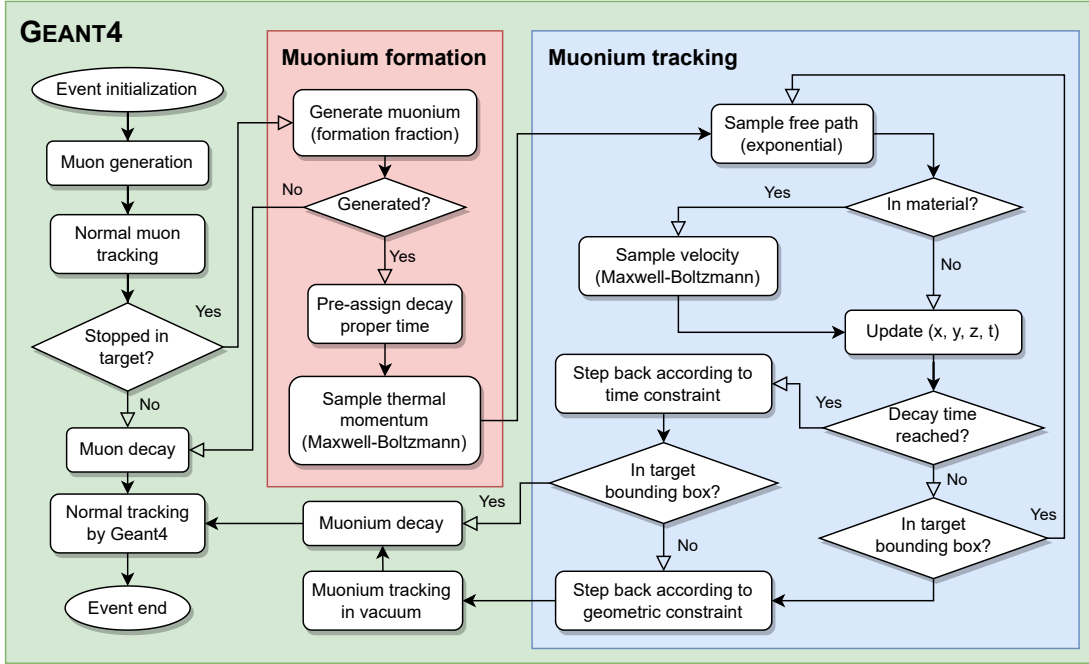 GEANT4
Event initialization
Muon generation
Normal muon
tracking
Stopped in
target?
Yes
No
Muon decay
Normal tracking
by Geant4
Event end
Muonium formation
Generate muonium
(formation fraction)
Generated?
No
Yes
Pre-assign decay
proper time
Sample thermal
momentum
(Maxwell-Boltzmann)
Muonium decay
Muonium tracking
in vacuum
Muonium tracking
Sample free path
(exponential)
In material?
Yes
No
Sample velocity
(Maxwell-Boltzmann)
Update (x, y, z, t)
Decay time
reached?
Yes
No
Step back according to
time constraint
In target
bounding box?
Yes
No
In target
bounding box?
Yes
Step back according to
geometric constraint